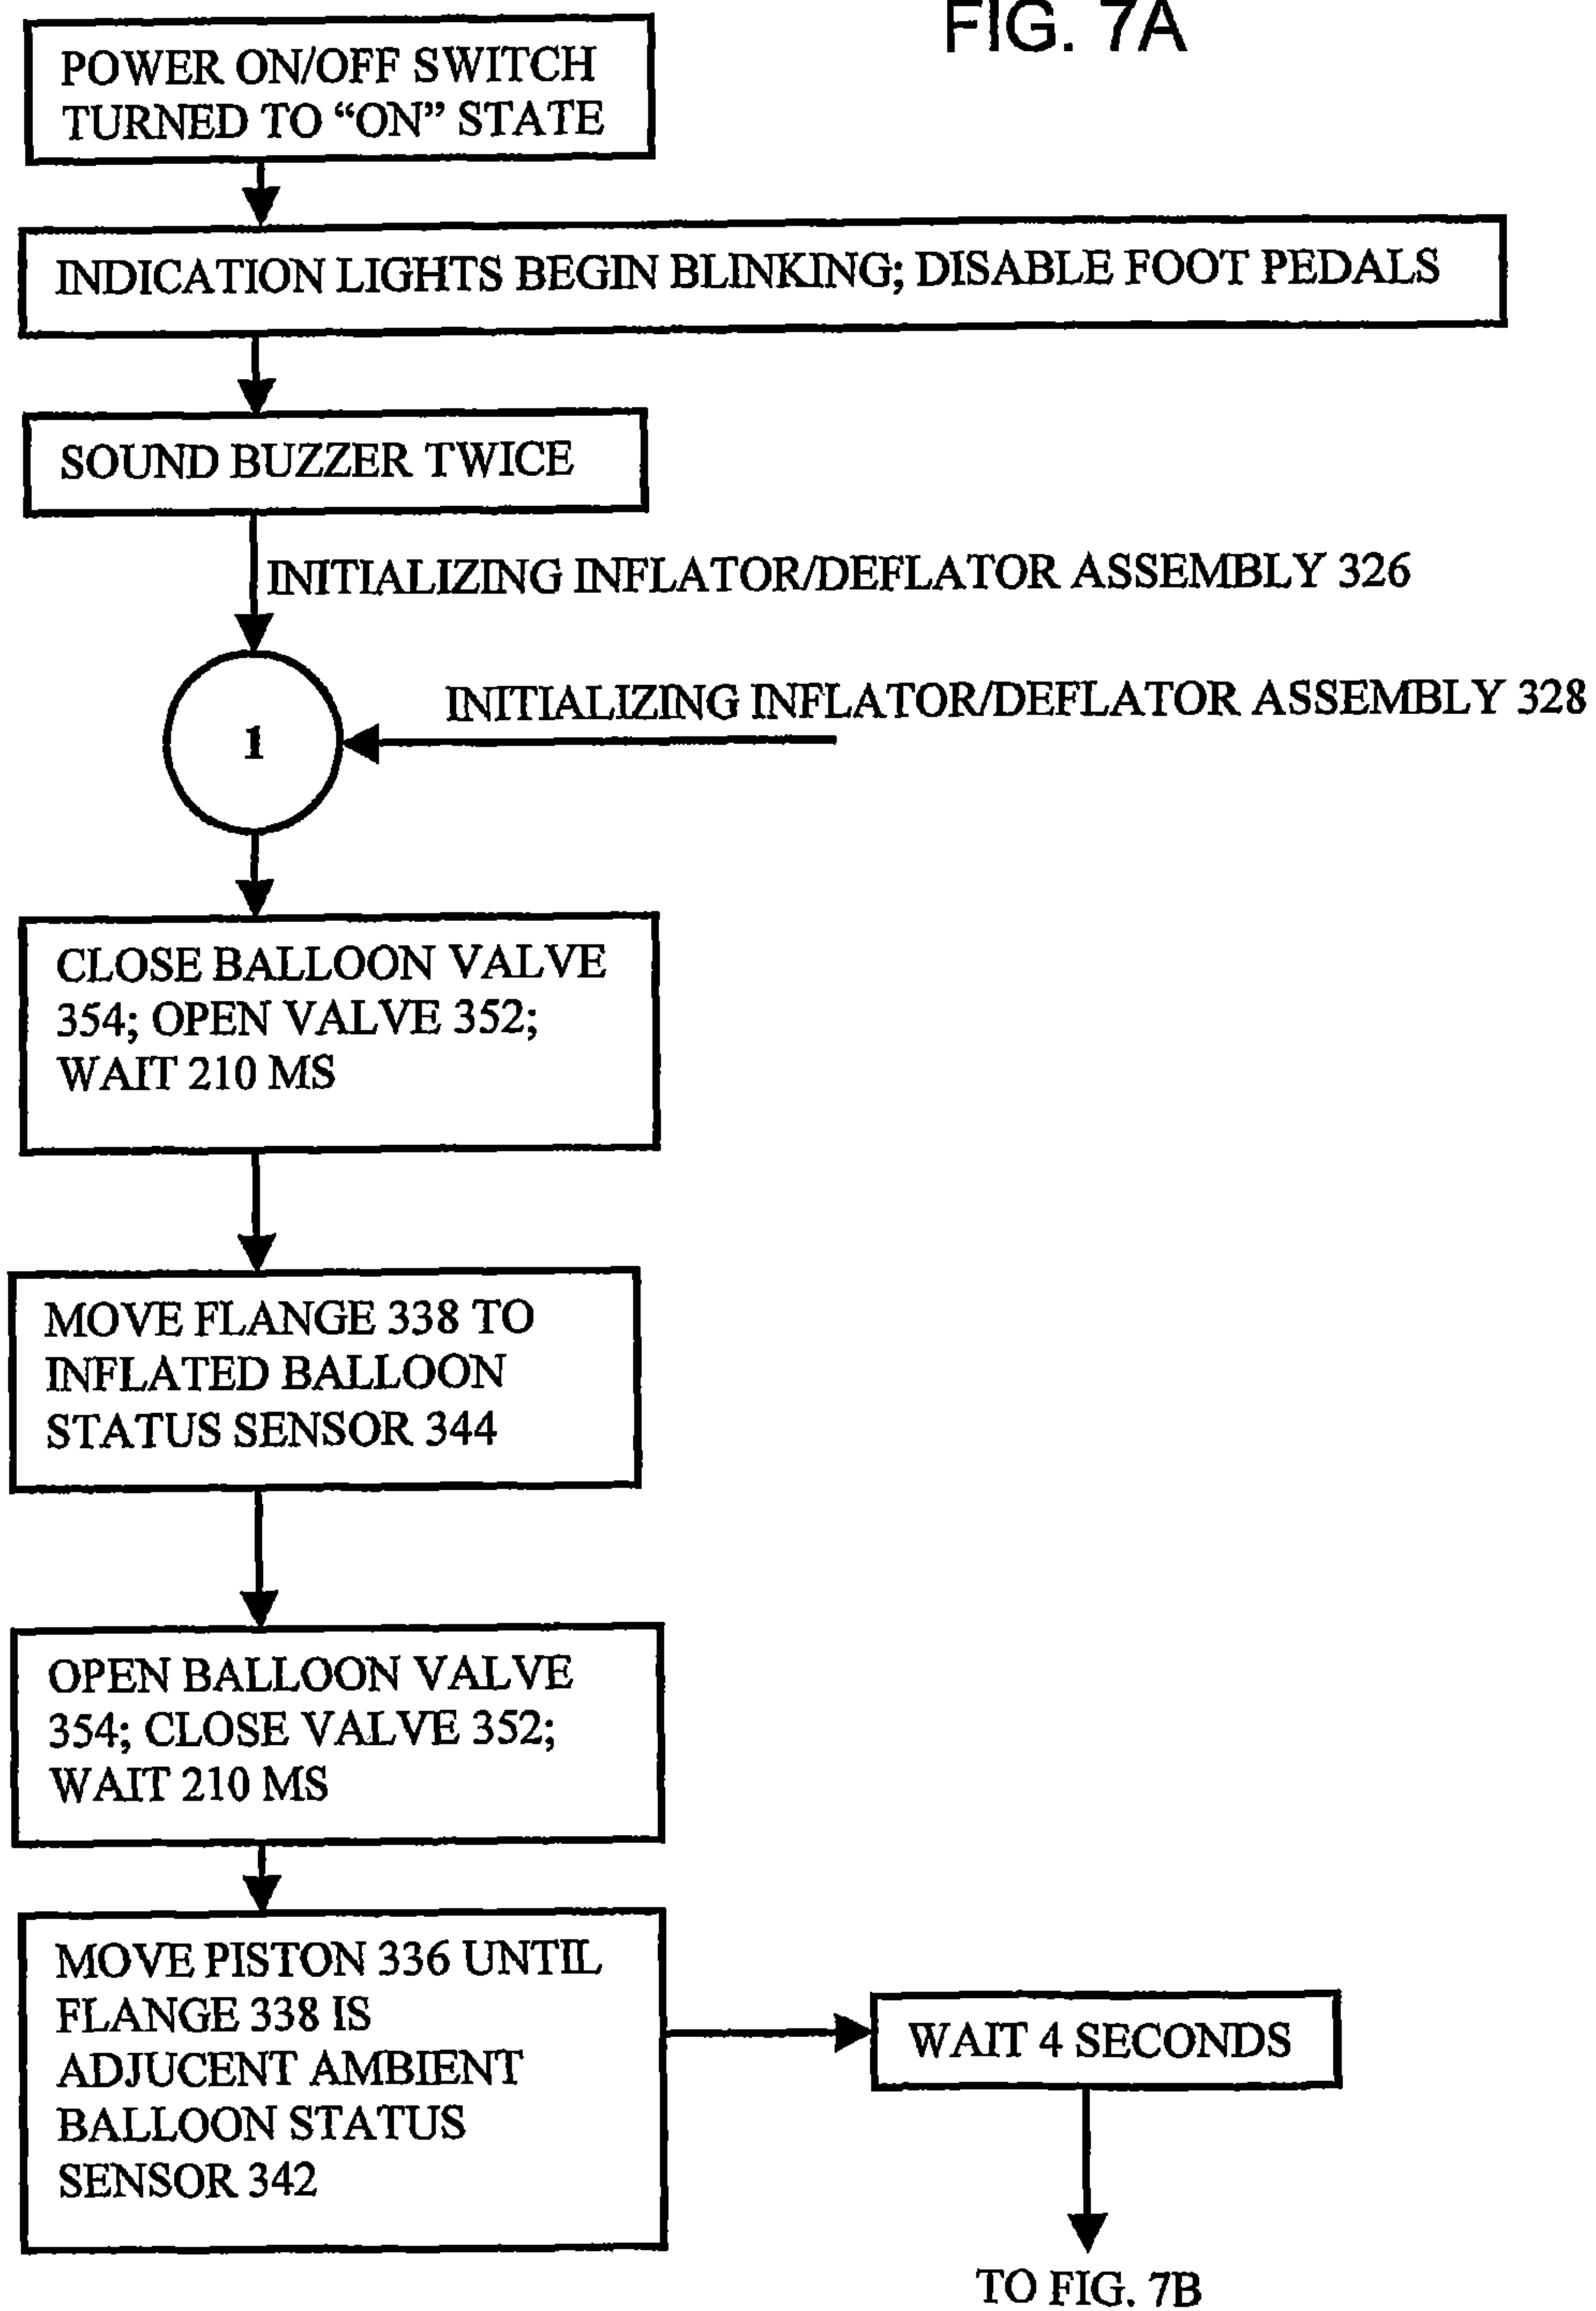 FIG. 7A
POWER ON/OFF SWITCH
TURNED TO “ON” STATE
INDICATION LIGHTS BEGIN BLINKING; DISABLE FOOT PEDALS
SOUND BUZZER TWICE
INITIALIZING INFLATOR/DEFLATOR ASSEMBLY 326
INITIALIZING INFLATOR/DEFLATOR ASSEMBLY 328
1
CLOSE BALLOON VALVE
354; OPEN VALVE 352;
WAIT 210 MS
MOVE FLANGE 338 TO
INFLATED BALLOON
STATUS SENSOR 344
OPEN BALLOON VALVE
354; CLOSE VALVE 352;
WAIT 210 MS
MOVE PISTON 336 UNTIL
FLANGE 338 IS
ADJUCENT AMBIENT
BALLOON STATUS
SENSOR 342
WAIT 4 SECONDS
TO FIG. 7B